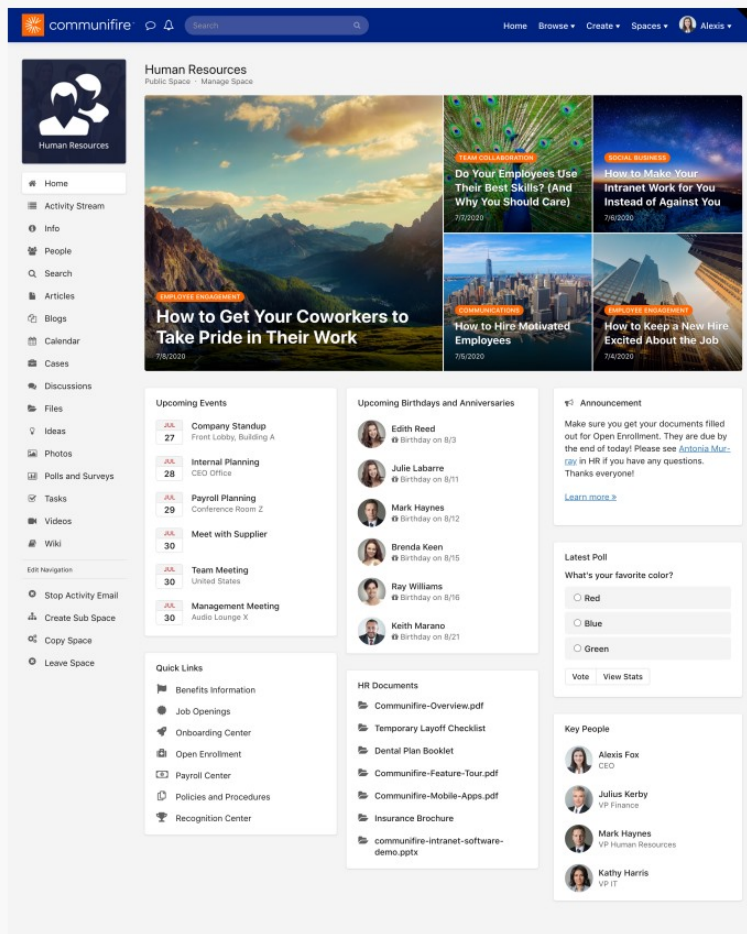 communifire
Search
Home
Browse
Create
Spaces
Alexis
Human Resources
Home
Activity Stream
Info
People
Search
Articles
Blogs
Calendar
Cases
Discussions
Files
Ideas
Photos
Polls and Surveys
Tasks
Videos
Wiki
Edit Navigation
Stop Activity Email
Create Sub Space
Copy Space
Leave Space
Human Resources
Public Space · Manage Space
EMPLOYEE ENGAGEMENT
How to Get Your Coworkers to
Take Pride in Their Work
7/8/2020
TEAM COLLABORATION
Do Your Employees Use
Their Best Skills? (And
Why You Should Care)
7/7/2020
SOCIAL BUSINESS
How to Make Your
Intranet Work for You
Instead of Against You
7/6/2020
COMMUNICATIONS
How to Hire Motivated
Employees
7/5/2020
EMPLOYEE ENGAGEMENT
How to Keep a New Hire
Excited About the Job
7/4/2020
Upcoming Events
JUL
27
Company Standup
Front Lobby, Building A
JUL
28
Internal Planning
CEO Office
JUL
29
Payroll Planning
Conference Room Z
JUL
30
Meet with Supplier
JUL
30
Team Meeting
United States
JUL
30
Management Meeting
Audio Lounge X
Quick Links
Benefits Information
Job Openings
Onboarding Center
Open Enrollment
Payroll Center
Policies and Procedures
Recognition Center
Upcoming Birthdays and Anniversaries
Edith Reed
Birthday on 8/3
Julie Labarre
Birthday on 8/11
Mark Haynes
Birthday on 8/12
Brenda Keen
Birthday on 8/15
Ray Williams
Birthday on 8/16
Keith Marano
Birthday on 8/21
HR Documents
Communifire-Overview.pdf
Temporary Layoff Checklist
Dental Plan Booklet
Communifire-Feature-Tour.pdf
Communifire-Mobile-Apps.pdf
Insurance Brochure
communifire-intranet-software-
demo.pptx
Announcement
Make sure you get your documents filled
out for Open Enrollment. They are due by
the end of today! Please see Antonia Mur-
ray in HR if you have any questions.
Thanks everyone!
Learn more »
Latest Poll
What's your favorite color?
Red
Blue
Green
Vote
View Stats
Key People
Alexis Fox
CEO
Julius Kerby
VP Finance
Mark Haynes
VP Human Resources
Kathy Harris
VP IT